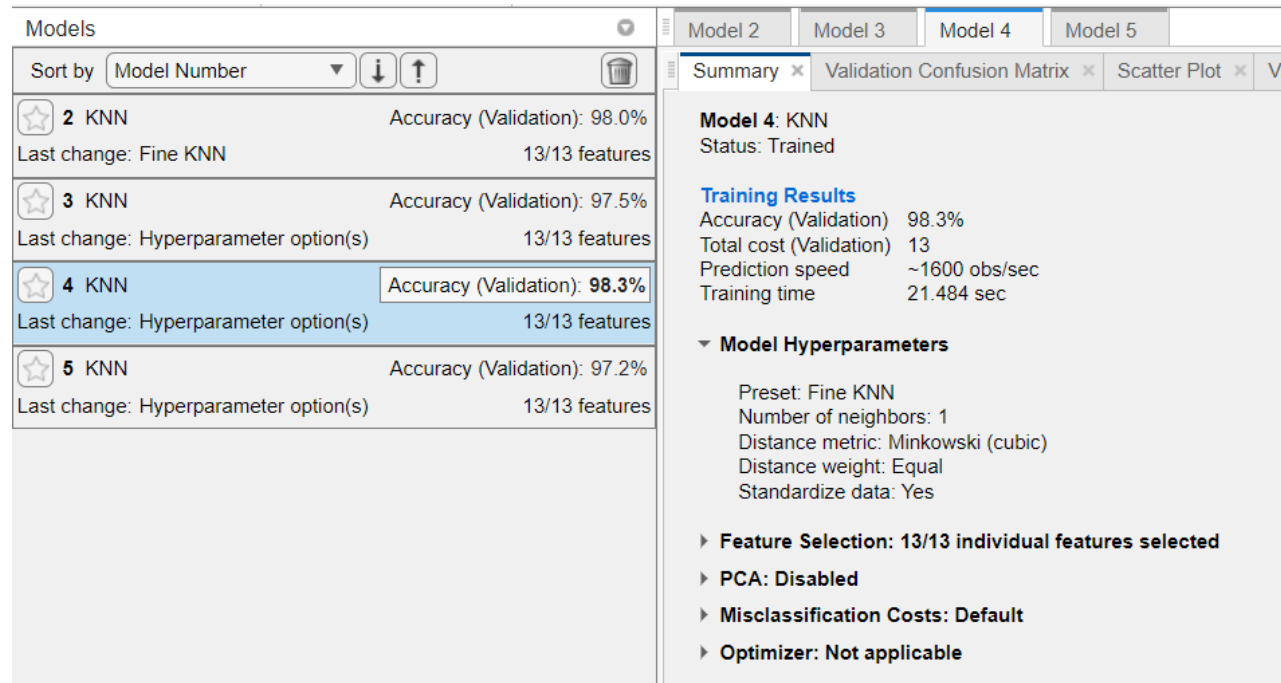 Models
Sort by Model Number
2 KNN Accuracy (Validation): 98.0%
Last change: Fine KNN 13/13 features
3 KNN Accuracy (Validation): 97.5%
Last change: Hyperparameter option(s) 13/13 features
4 KNN Accuracy (Validation): 98.3%
Last change: Hyperparameter option(s) 13/13 features
5 KNN Accuracy (Validation): 97.2%
Last change: Hyperparameter option(s) 13/13 features
Model 2 Model 3 Model 4 Model 5
Summary Validation Confusion Matrix Scatter Plot V
Model 4: KNN
Status: Trained
Training Results
Accuracy (Validation) 98.3%
Total cost (Validation) 13
Prediction speed ~1600 obs/sec
Training time 21.484 sec
Model Hyperparameters
Preset: Fine KNN
Number of neighbors: 1
Distance metric: Minkowski (cubic)
Distance weight: Equal
Standardize data: Yes
Feature Selection: 13/13 individual features selected
PCA: Disabled
Misclassification Costs: Default
Optimizer: Not applicable